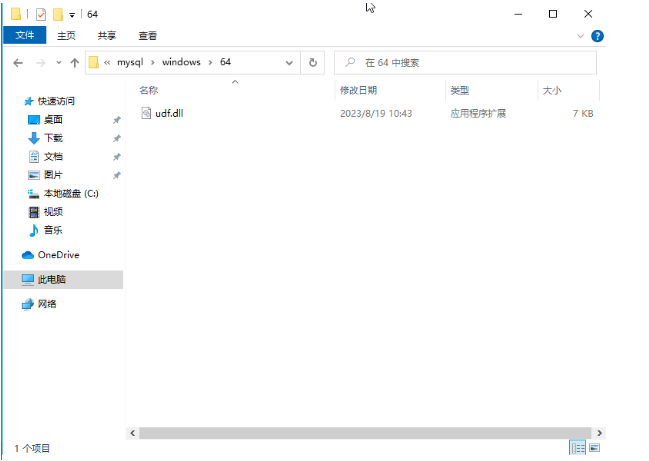 64
文件 主页 共享 查看
« mysql › windows › 64 在 64 中搜索
名称 修改日期 类型 大小
udf.dll 2023/8/19 10:43 应用程序扩展 7 KB
快速访问
桌面
下载
文档
图片
本地磁盘 (C:)
视频
音乐
OneDrive
此电脑
网络
1 个项目